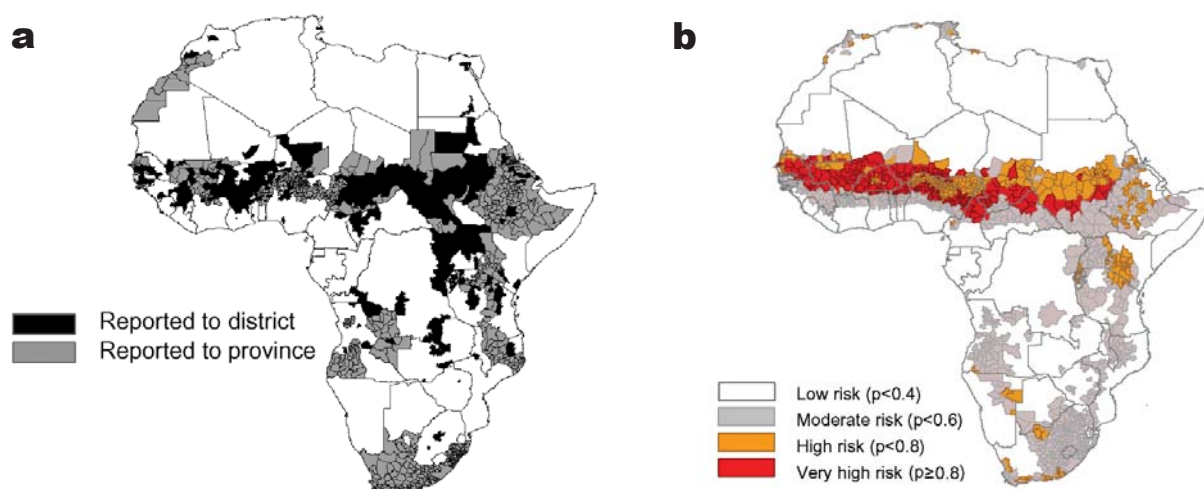 a
b
Reported to district
Reported to province
Low risk (p<0.4)
Moderate risk (p<0.6)
High risk (p<0.8)
Very high risk (p≥0.8)